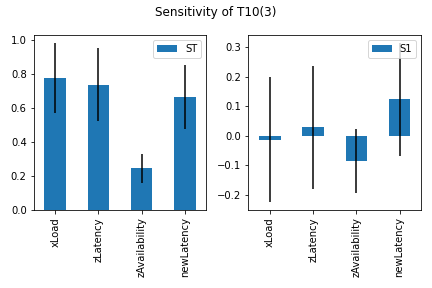 Sensitivity of T10(3)
1.0
0.8
0.6
0.4
0.2
0.0
ST
xLoad
zLatency
zAvailability
newLatency
0.3
0.2
0.1
0.0
−0.1
−0.2
S1
xLoad
zLatency
zAvailability
newLatency